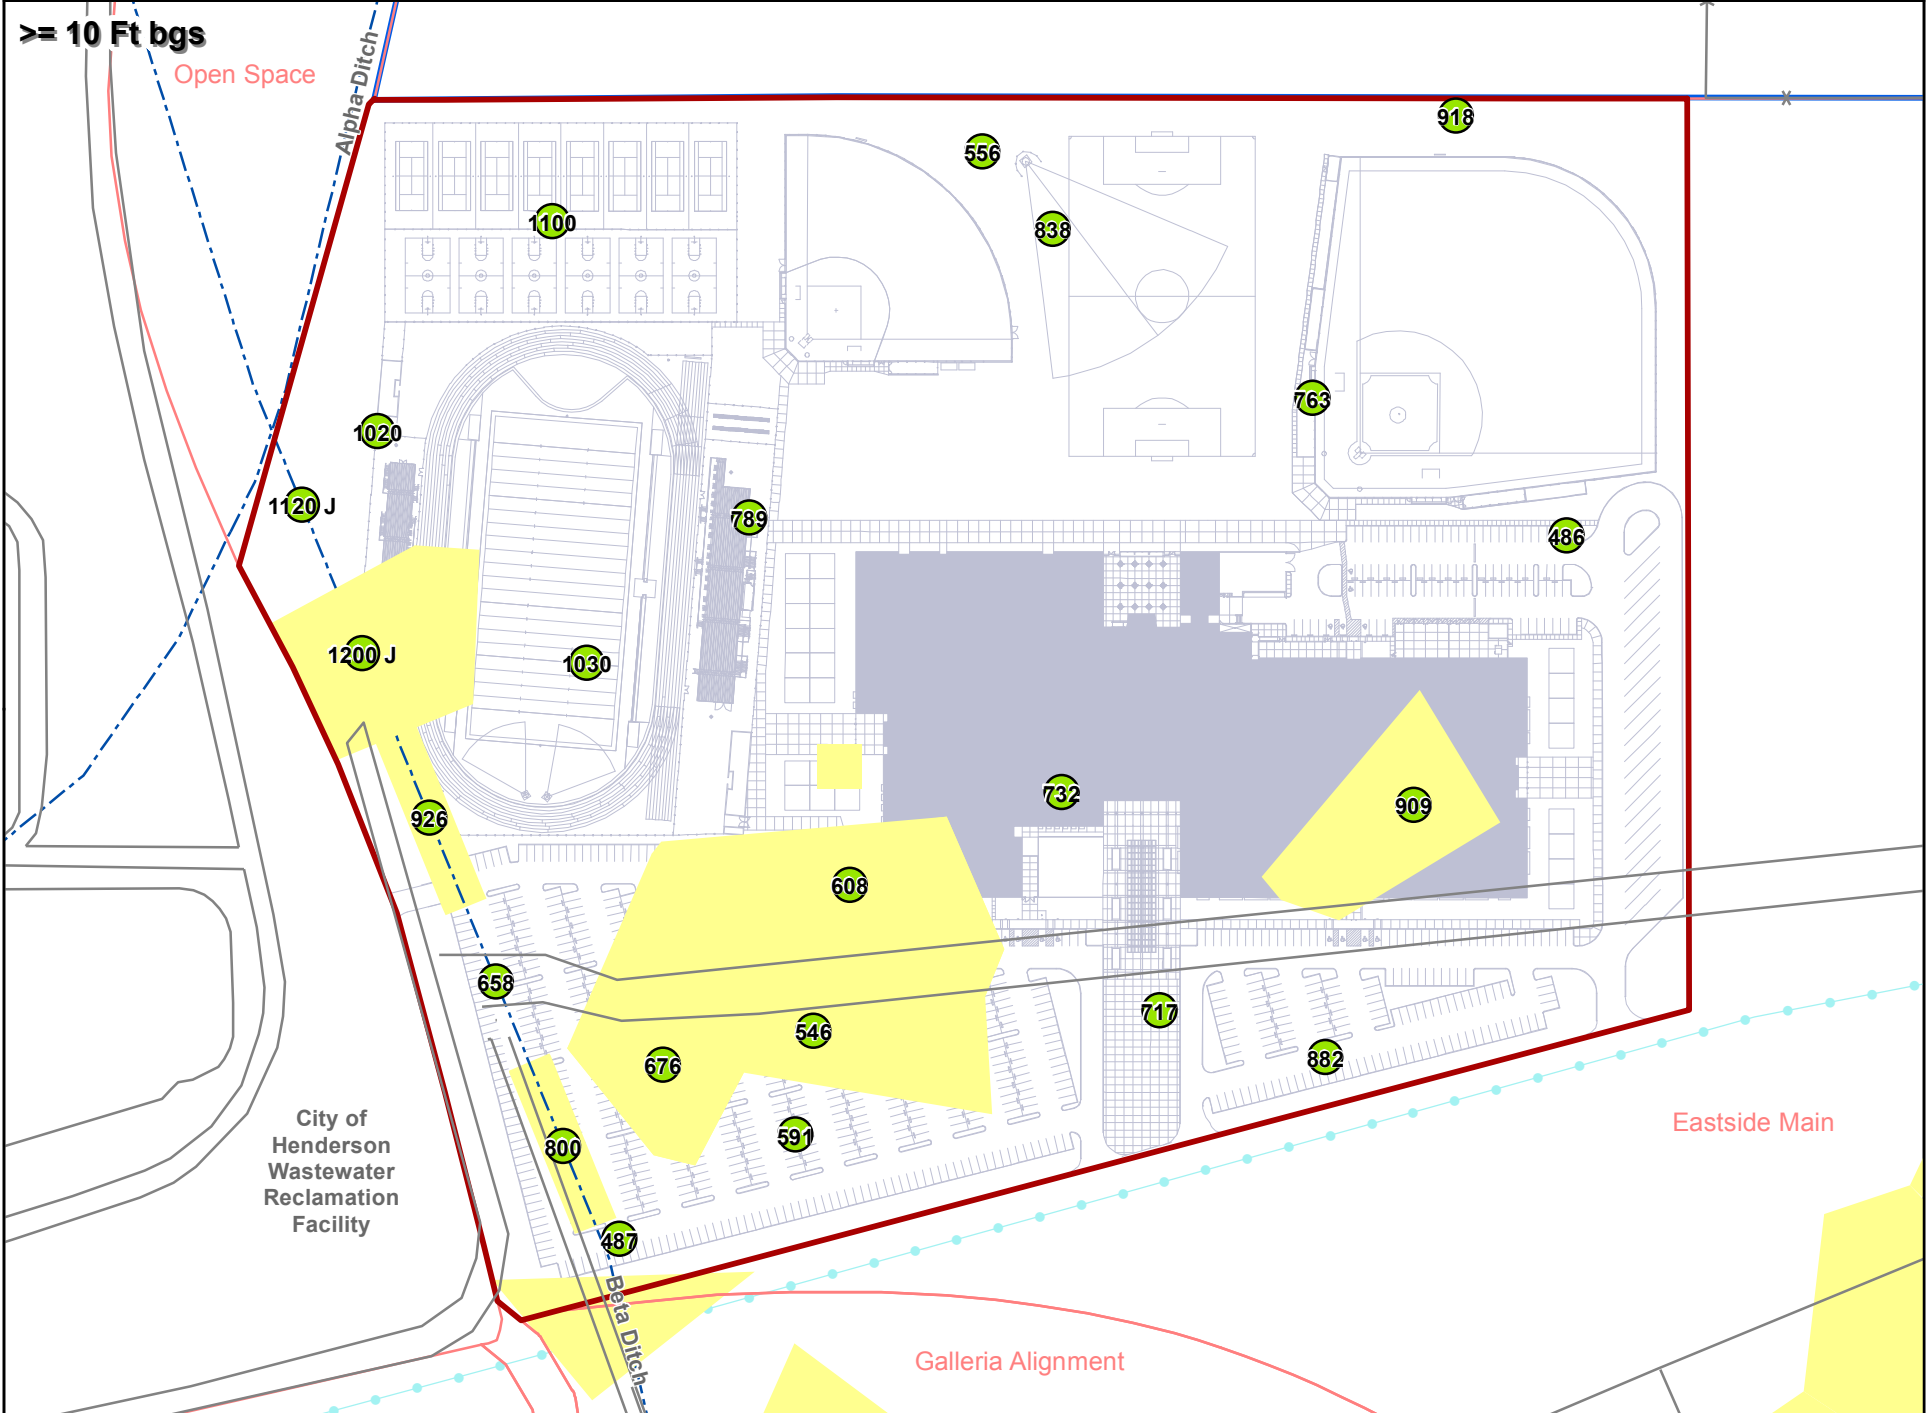 >= 10 Ft bgs
Open Space
Alpha Ditch
918
556
1100
838
763
1020
1120 J
789
486
1200 J
1030
732
909
926
608
658
717
546
882
676
591
800
487
City of
Henderson
Wastewater
Reclamation
Facility
Eastside Main
Beta Ditch
Galleria Alignment